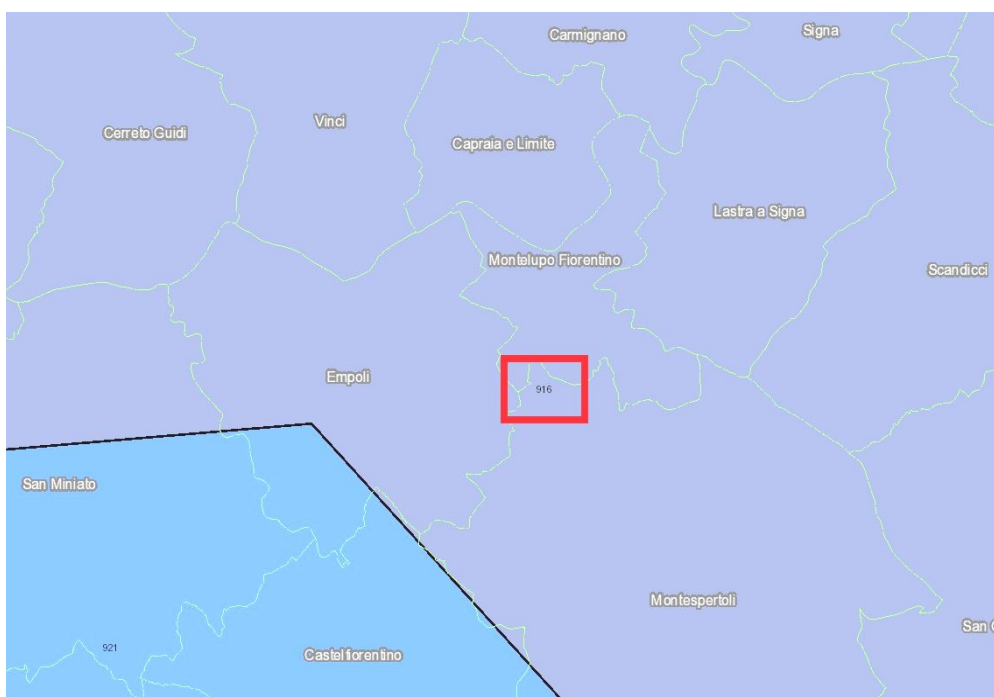 Carmignano
Signa
Cerreto Guidi
Vinci
Capraia e Limite
Lastra a Signa
Montelupo Fiorentino
Scandicci
Empoli
916
San Miniato
Montespertoli
San
921
Castelfiorentino